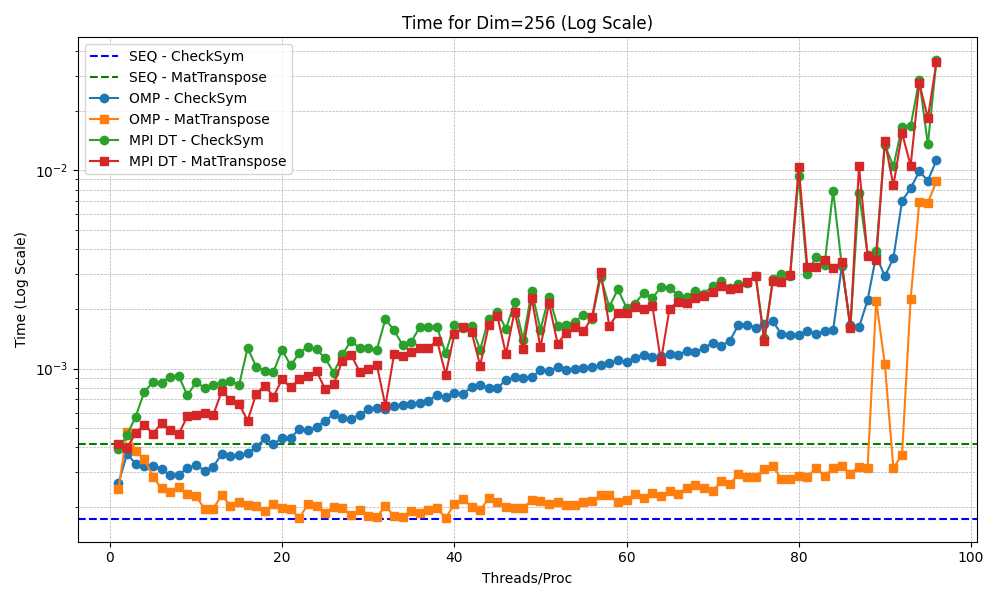 Time for Dim=256 (Log Scale)
SEQ - CheckSym
SEQ - MatTranspose
OMP - CheckSym
OMP - MatTranspose
MPI DT - CheckSym
MPI DT - MatTranspose
Time (Log Scale)
10⁻²
10⁻³
0 20 40 60 80 100
Threads/Proc